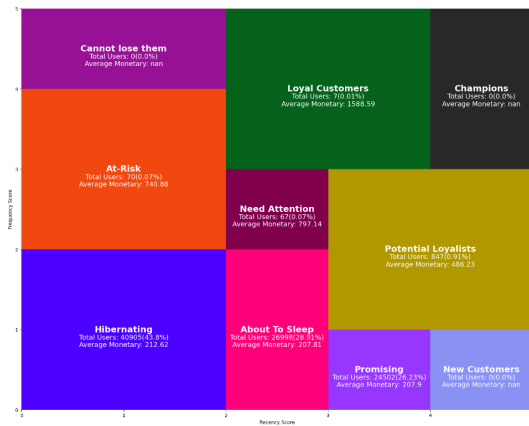 5
Cannot lose them
Total Users: 0(0.0%)
Average Monetary: nan
Loyal Customers
Total Users: 7(0.01%)
Average Monetary: 1588.59
Champions
Total Users: 0(0.0%)
Average Monetary: nan
4
At-Risk
Total Users: 70(0.07%)
Average Monetary: 740.88
3
Need Attention
Total Users: 67(0.07%)
Average Monetary: 797.14
Frequency Score
Potential Loyalists
Total Users: 847(0.91%)
Average Monetary: 486.23
2
Hibernating
Total Users: 40905(43.8%)
Average Monetary: 212.62
About To Sleep
Total Users: 26998(28.91%)
Average Monetary: 207.81
1
Promising
Total Users: 24502(26.23%)
Average Monetary: 207.9
New Customers
Total Users: 0(0.0%)
Average Monetary: nan
0
0 1 2 3 4
Recency Score